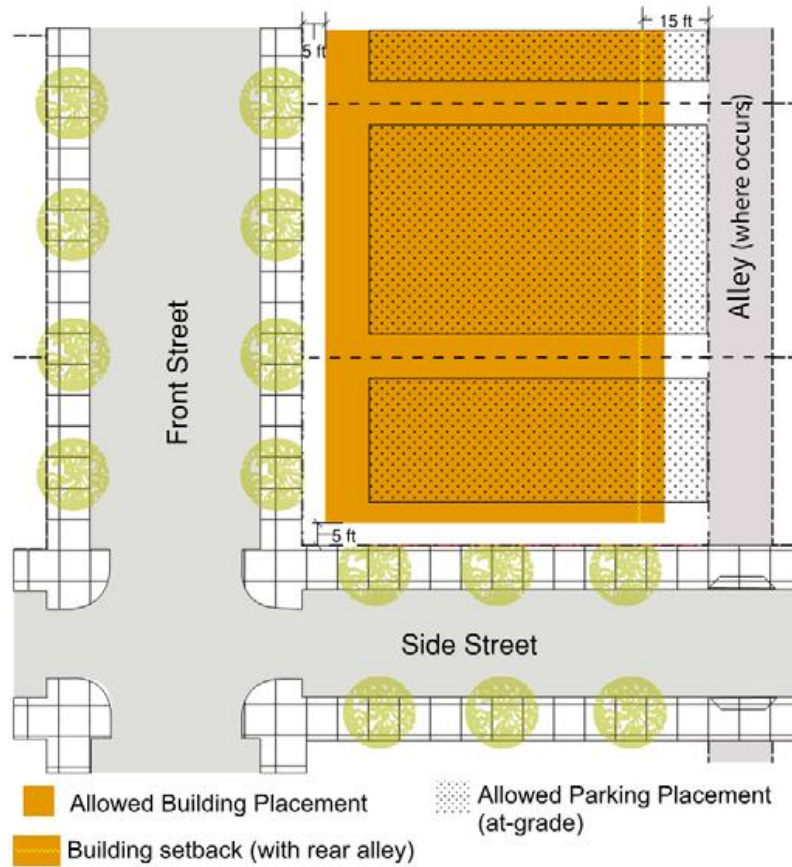 15 ft
5 ft
Alley (where occurs)
Front Street
5 ft
Side Street
Allowed Building Placement
Allowed Parking Placement
(at-grade)
Building setback (with rear alley)